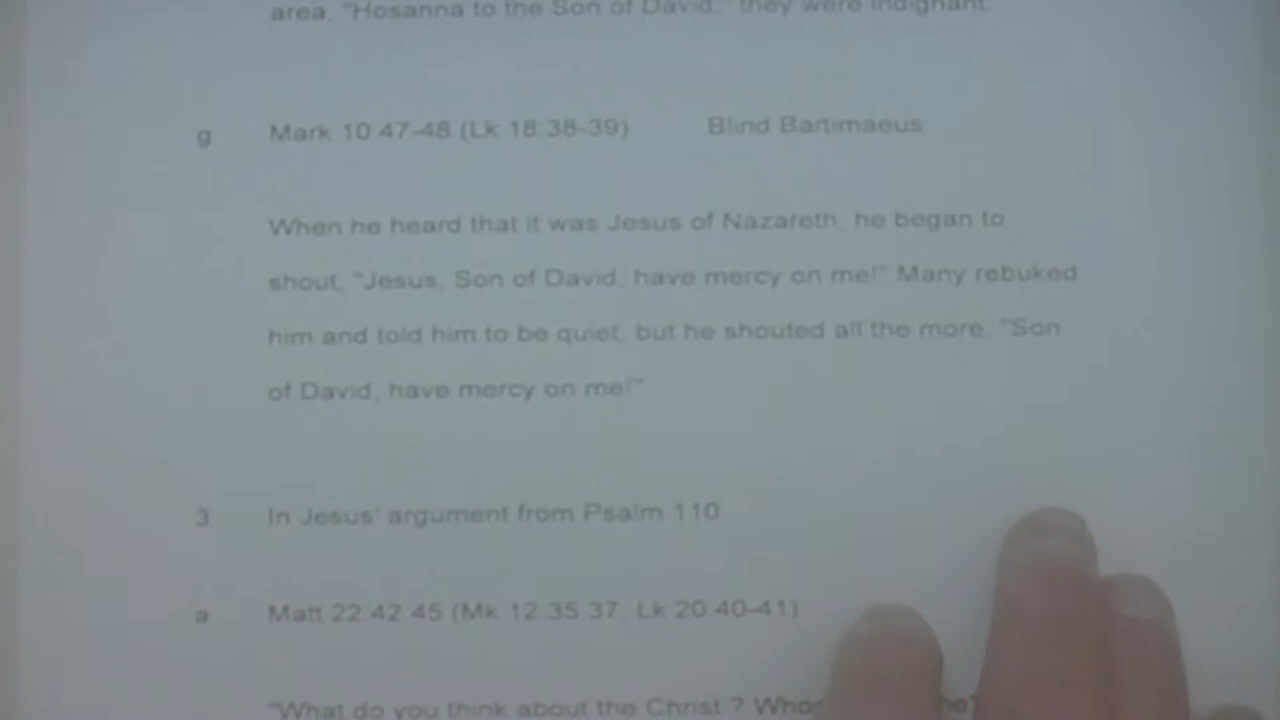 area, "Hosanna to the Son of David," they were indignant.
g Mark 10 47-48 (Lk 18 38-39) Blind Bartimaeus
When he heard that it was Jesus of Nazareth, he began to
shout, "Jesus, Son of David, have mercy on me!" Many rebuked
him and told him to be quiet, but he shouted all the more, "Son
of David, have mercy on me!"
3 In Jesus' argument from Psalm 110
a Matt 22 42 45 (Mk 12 35 37 Lk 20 40-41)
"What do you think about the Christ ?